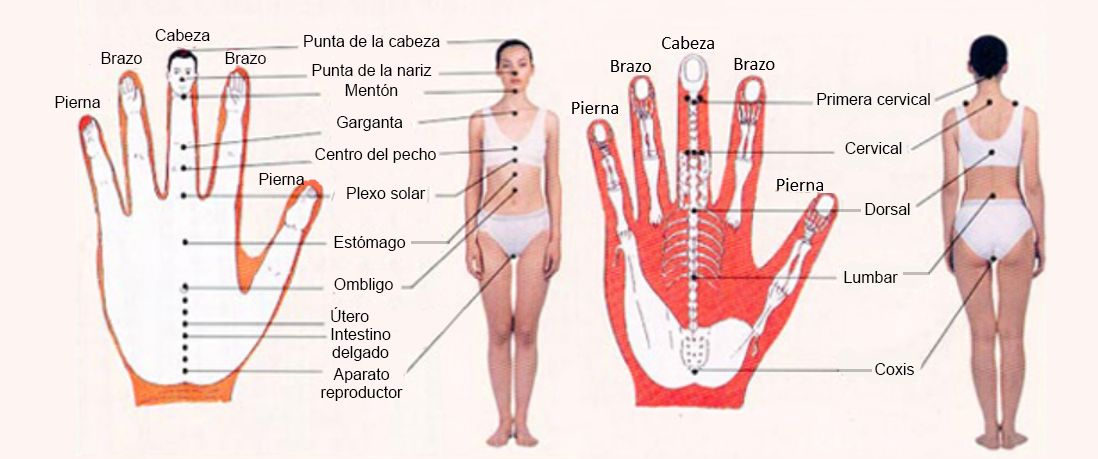 Cabeza
Brazo
Brazo
Pierna
Pierna
Punta de la cabeza
Punta de la nariz
Mentón
Garganta
Centro del pecho
Plexo solar
Estómago
Ombligo
Útero
Intestino
delgado
Aparato
reproductor
Cabeza
Brazo
Brazo
Pierna
Pierna
Primera cervical
Cervical
Dorsal
Lumbar
Coxis